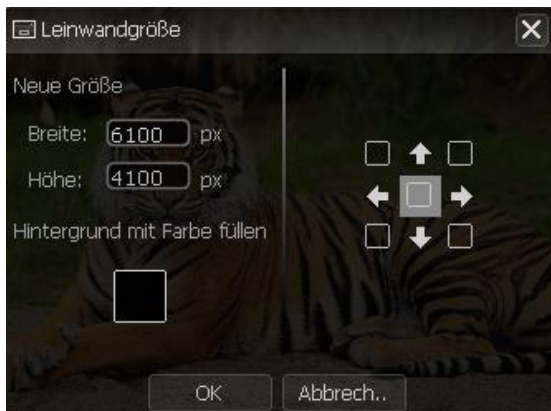 Leinwandgröße
Neue Größe
Breite: 6100 px
Höhe: 4100 px
Hintergrund mit Farbe füllen
OK
Abbrech..